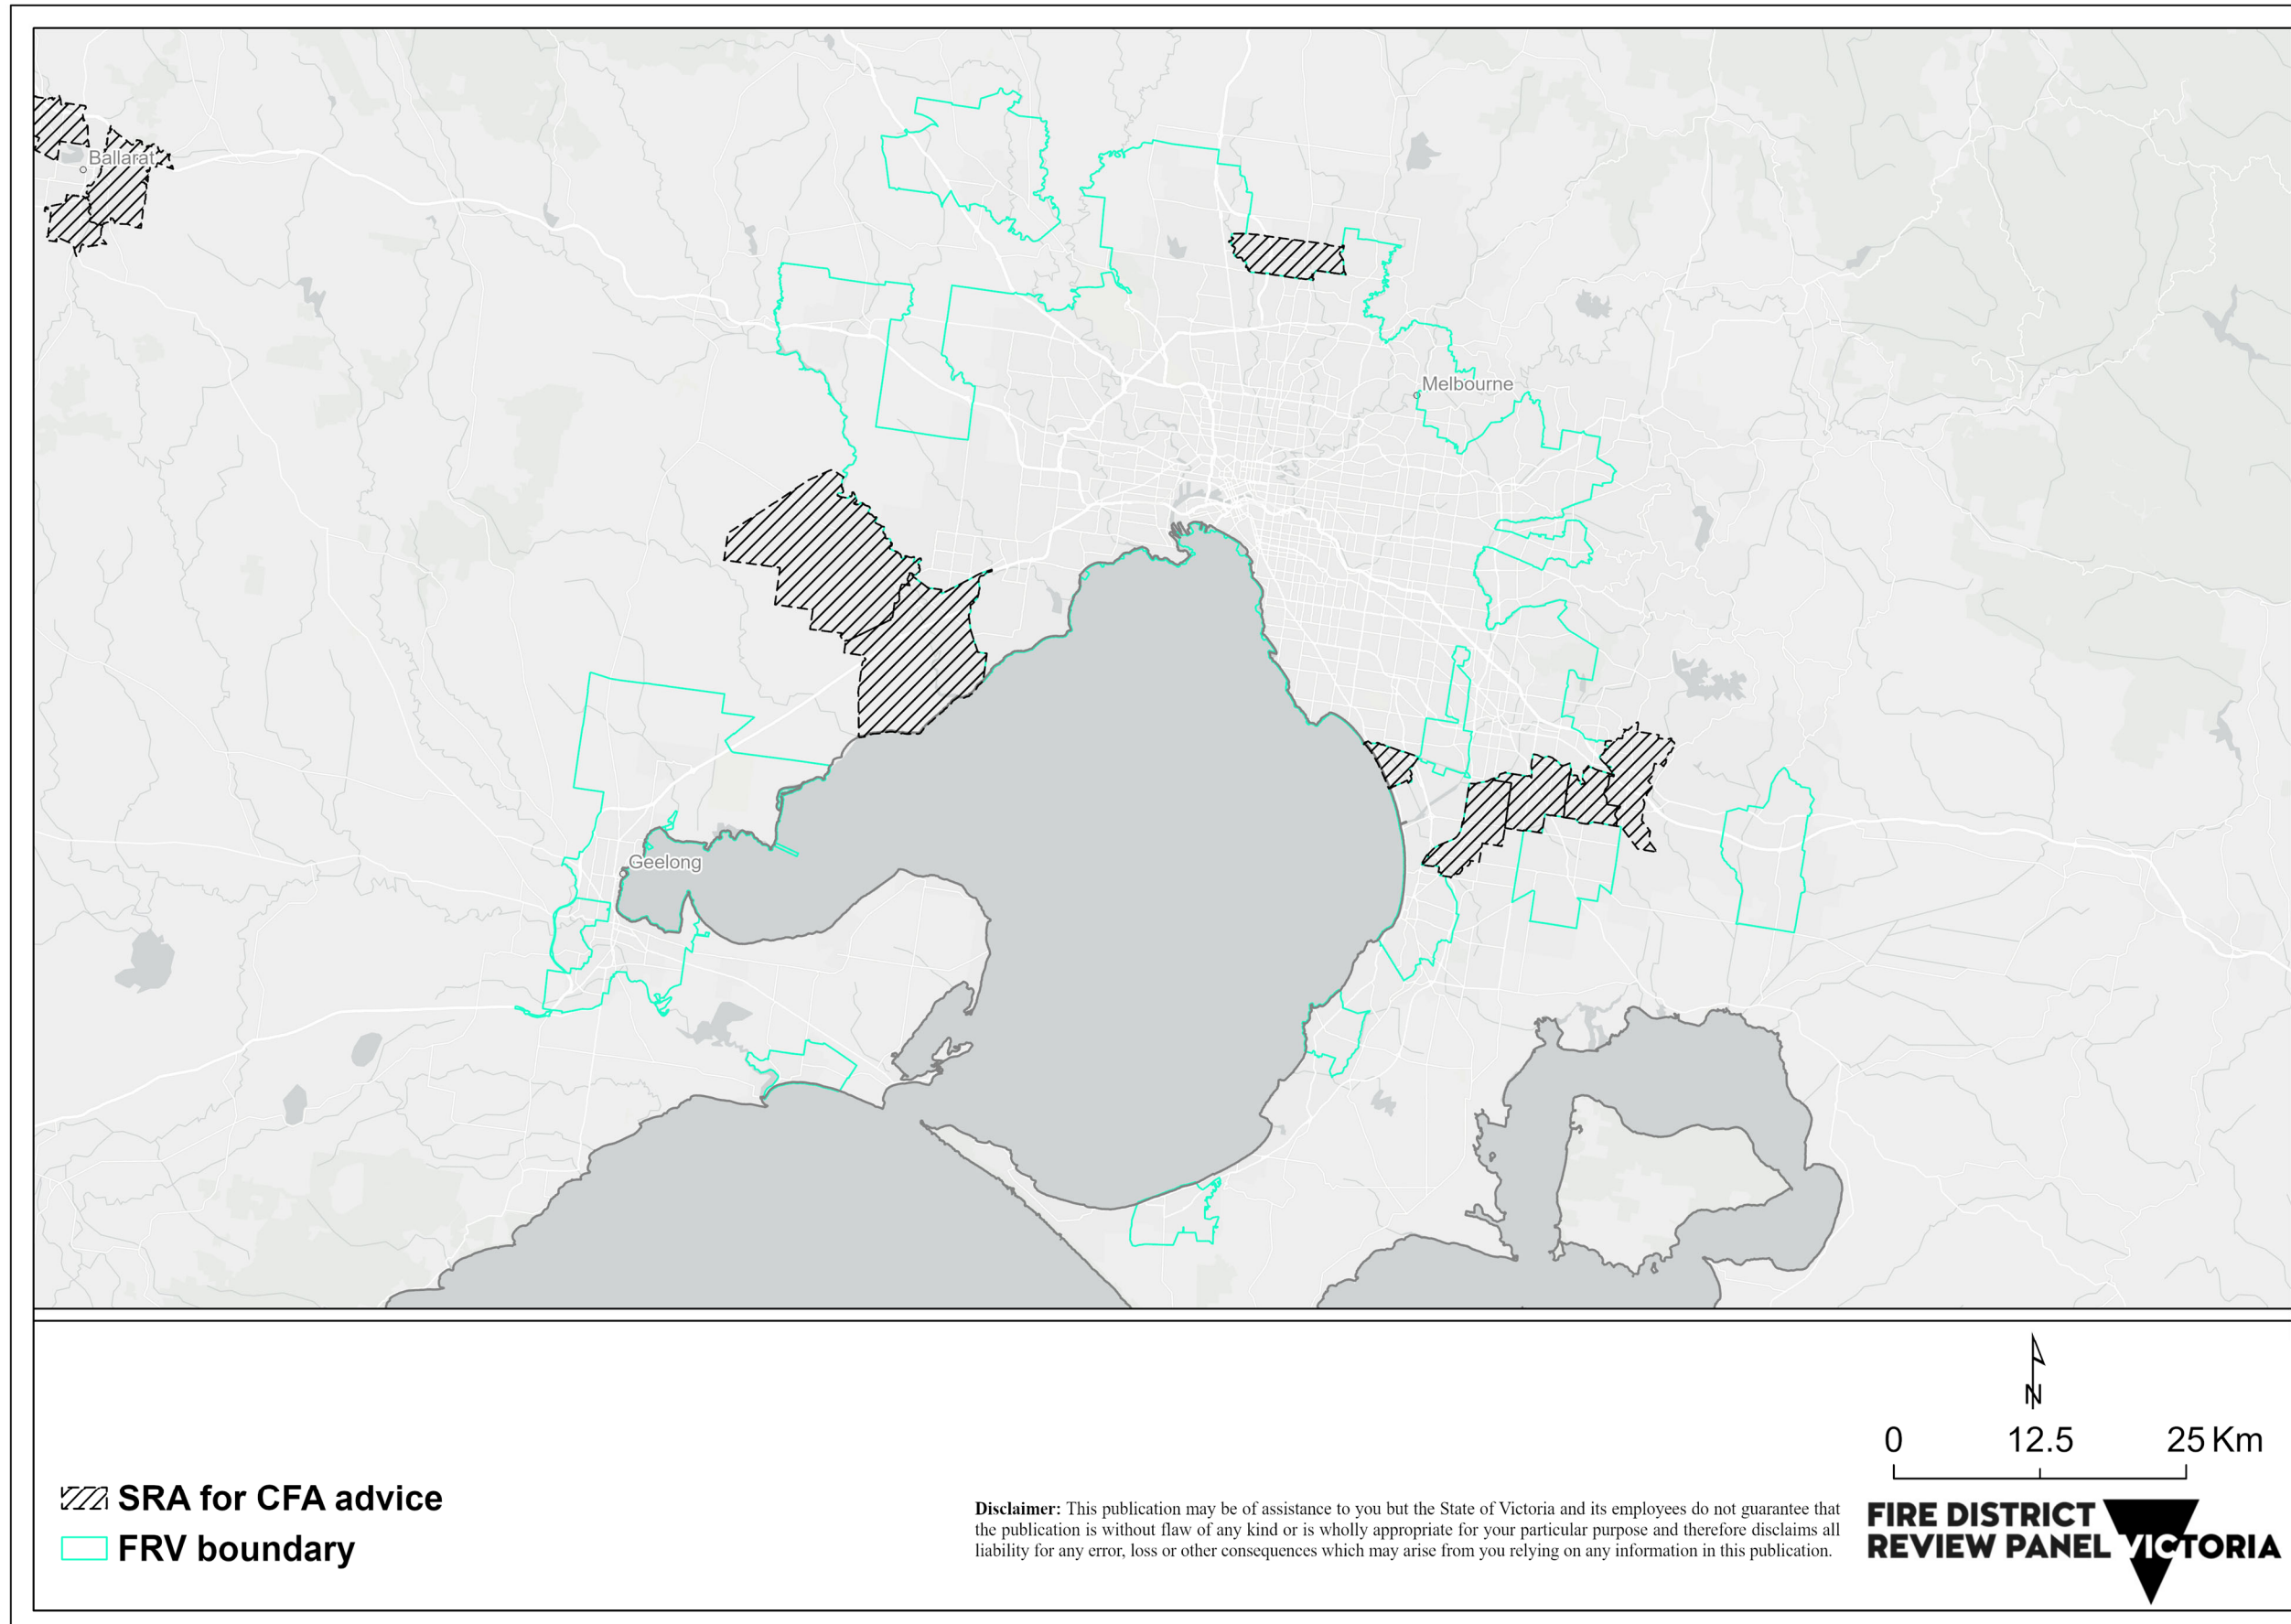 Ballarat
Melbourne
Geelong
N
0 12.5 25 Km
SRA for CFA advice
FRV boundary
Disclaimer: This publication may be of assistance to you but the State of Victoria and its employees do not guarantee that
the publication is without flaw of any kind or is wholly appropriate for your particular purpose and therefore disclaims all
liability for any error, loss or other consequences which may arise from you relying on any information in this publication.
FIRE DISTRICT
REVIEW PANEL
VICTORIA